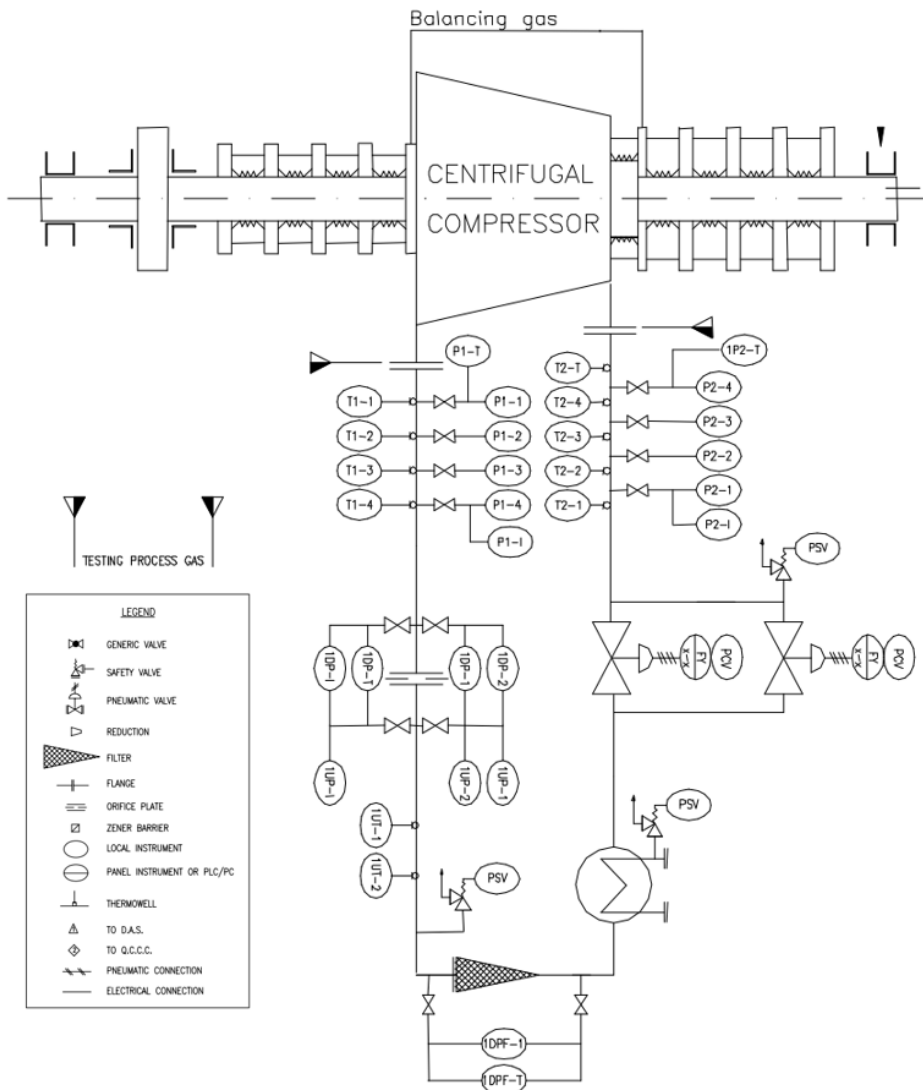 Balancing gas
CENTRIFUGAL
COMPRESSOR
P1-T
1P2-T
T2-T
P2-4
T1-1
P1-1
T2-4
P2-3
T1-2
P1-2
T2-3
P2-2
T1-3
P1-3
T2-2
P2-1
T1-4
P1-4
T2-1
P2-I
P1-I
TESTING PROCESS GAS
PSV
LEGEND
GENERIC VALVE
SAFETY VALVE
PNEUMATIC VALVE
REDUCTION
FILTER
FLANGE
ORIFICE PLATE
ZENER BARRIER
LOCAL INSTRUMENT
PANEL INSTRUMENT OR PLC/PC
THERMOWELL
TO D.A.S.
TO Q.C.C.C.
PNEUMATIC CONNECTION
ELECTRICAL CONNECTION
1DP-I
1DP-T
1DP-1
1DP-2
FY
x-x
PCV
FY
x-x
PCV
1UP-I
1UP-2
1UP-1
1UT-1
1UT-2
PSV
PSV
1DPF-1
1DPF-T